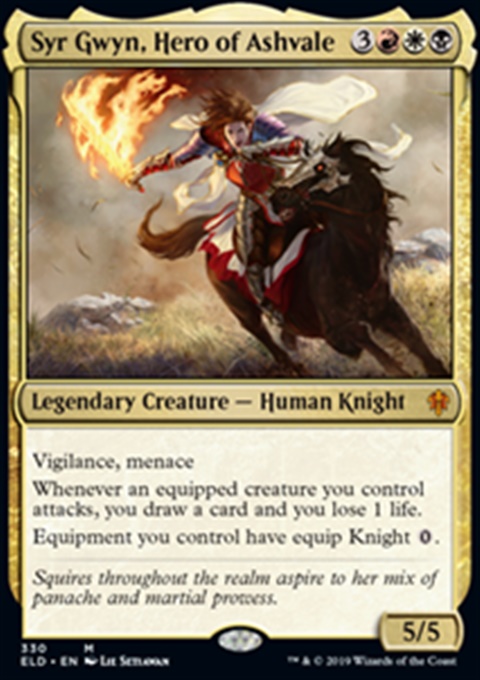 Syr Gwyn, Hero of Ashvale 3
Legendary Creature — Human Knight
Vigilance, menace
Whenever an equipped creature you control
attacks, you draw a card and you lose 1 life.
Equipment you control have equip Knight 0.
Squires throughout the realm aspire to her mix of
panache and martial prowess.
5/5
330 M
ELD • EN Lie Setiawan
™ & © 2019 Wizards of the Coast